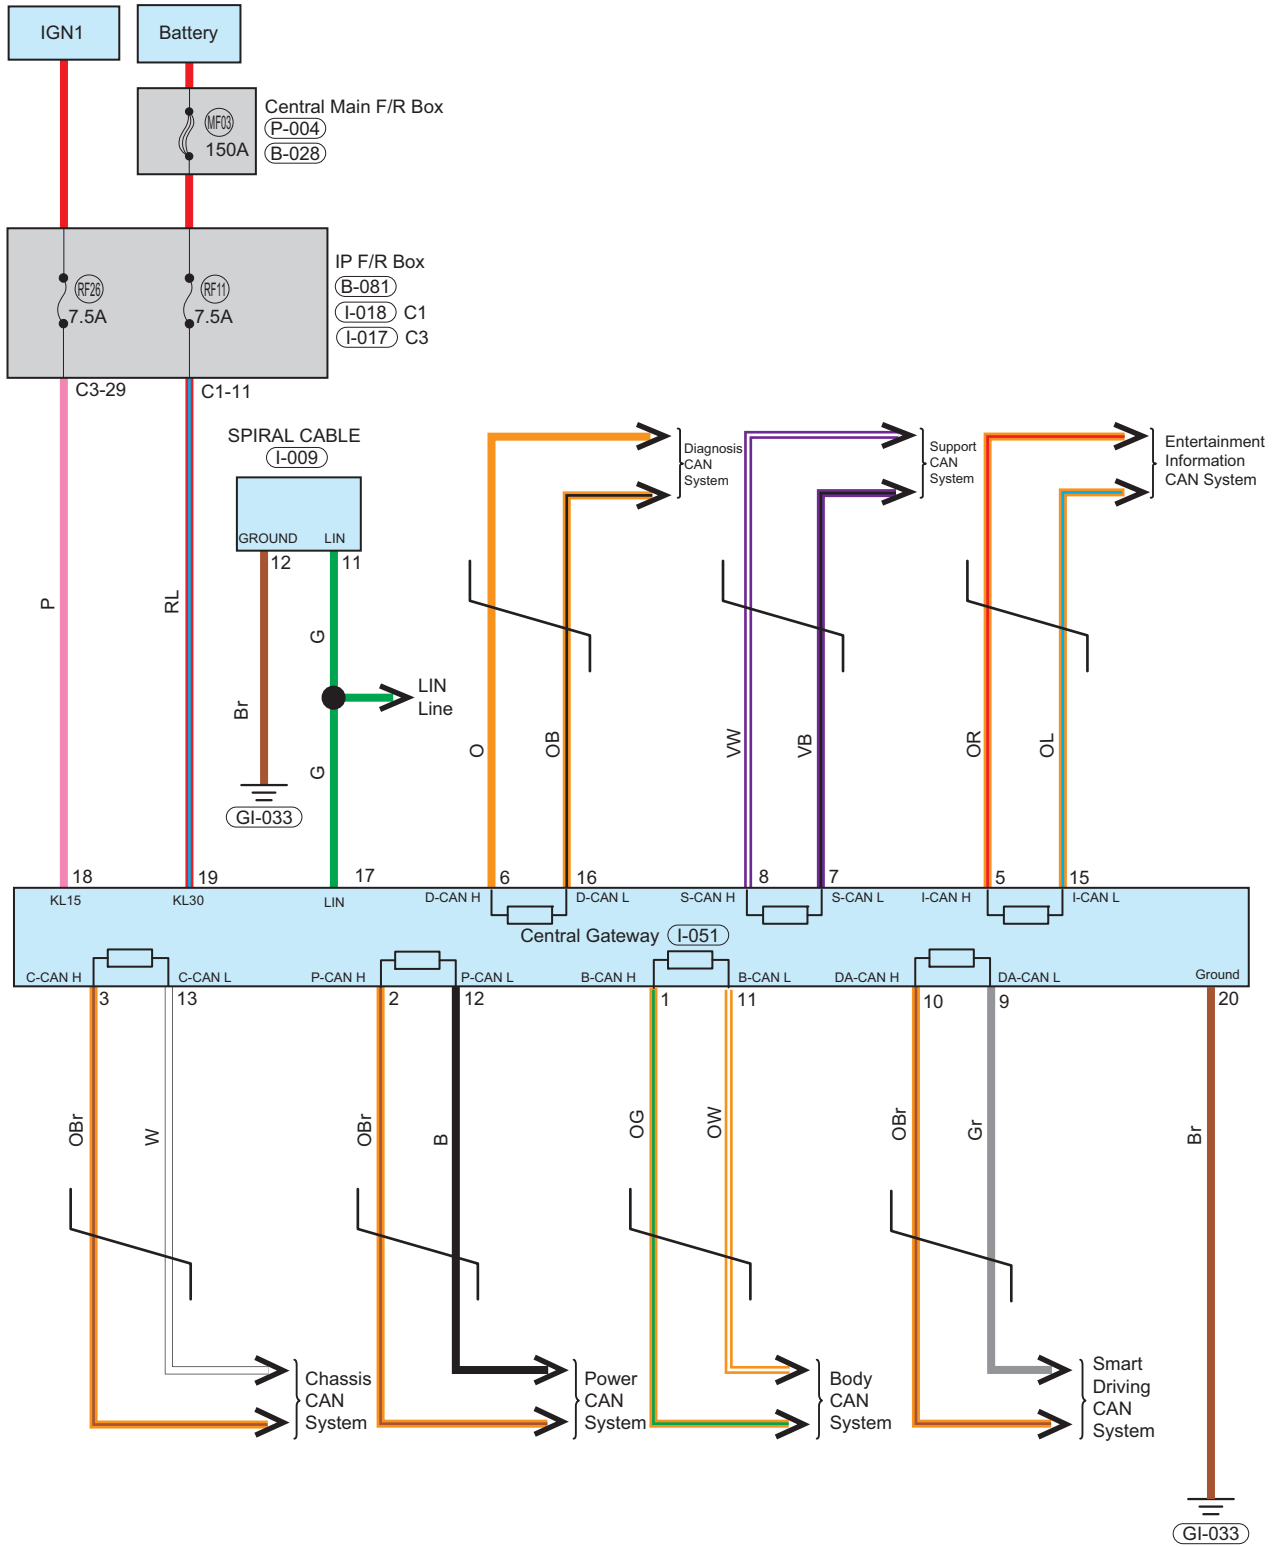 IGN1
Battery
Central Main F/R Box
P-004
B-028
MF03
150A
IP F/R Box
B-081
I-018 C1
I-017 C3
RF26
7.5A
RF11
7.5A
C3-29
C1-11
SPIRAL CABLE
I-009
GROUND
LIN
12
11
Diagnosis
CAN
System
Support
CAN
System
Entertainment
Information
CAN System
P
RL
Br
G
G
LIN
Line
GI-033
O
OB
VW
VB
OR
OL
18
19
17
6
16
8
7
5
15
KL15
KL30
LIN
D-CAN H
D-CAN L
S-CAN H
S-CAN L
I-CAN H
I-CAN L
Central Gateway I-051
C-CAN H
C-CAN L
P-CAN H
P-CAN L
B-CAN H
B-CAN L
DA-CAN H
DA-CAN L
Ground
3
13
2
12
1
11
10
9
20
OBr
W
OBr
B
OG
OW
OBr
Gr
Br
Chassis
CAN
System
Power
CAN
System
Body
CAN
System
Smart
Driving
CAN
System
GI-033